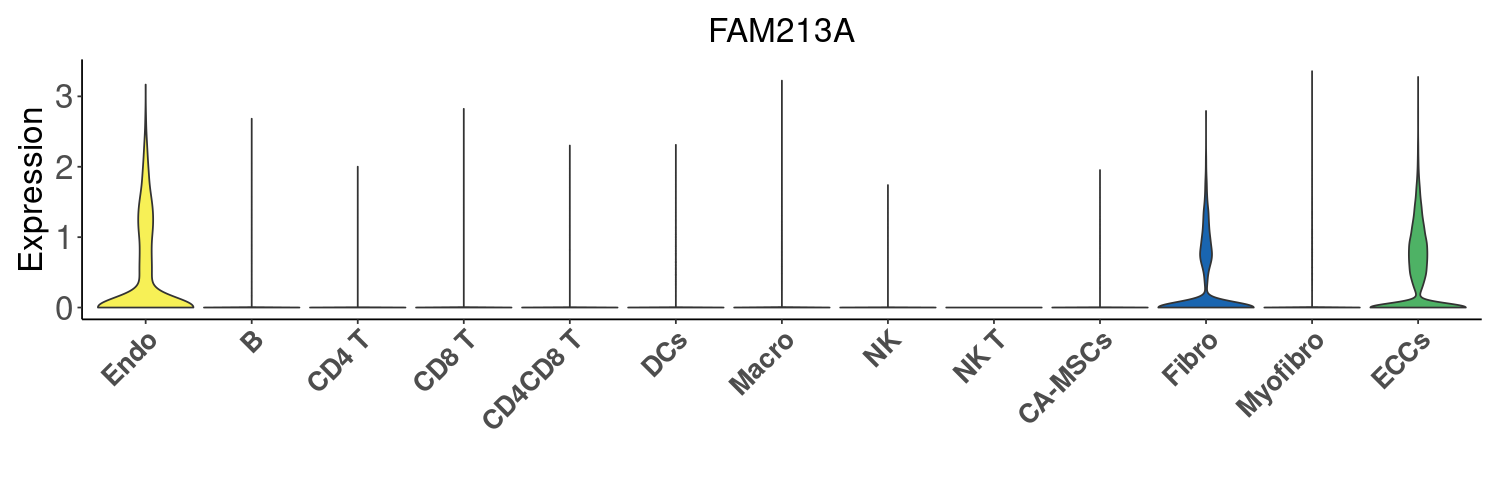 FAM213A
Expression
3
2
1
0
Endo
B
CD4 T
CD8 T
CD4CD8 T
DCs
Macro
NK
NK T
CA-MSCs
Fibro
Myofibro
ECCs